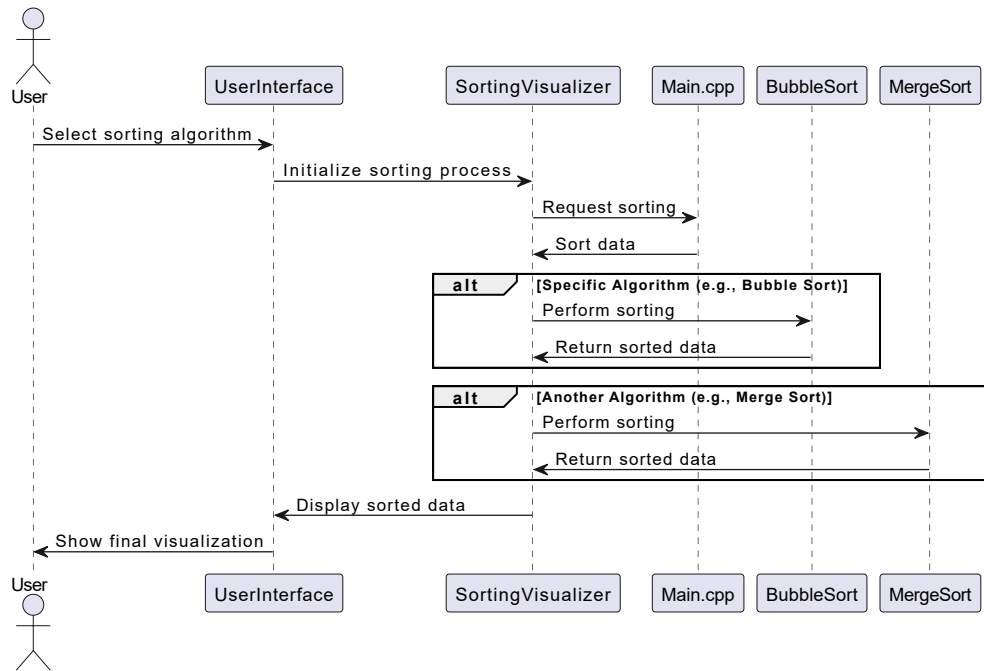 User
UserInterface
SortingVisualizer
Main.cpp
BubbleSort
MergeSort
Select sorting algorithm
Initialize sorting process
Request sorting
Sort data
alt
[Specific Algorithm (e.g., Bubble Sort)]
Perform sorting
Return sorted data
alt
[Another Algorithm (e.g., Merge Sort)]
Perform sorting
Return sorted data
Display sorted data
Show final visualization
User
UserInterface
SortingVisualizer
Main.cpp
BubbleSort
MergeSort